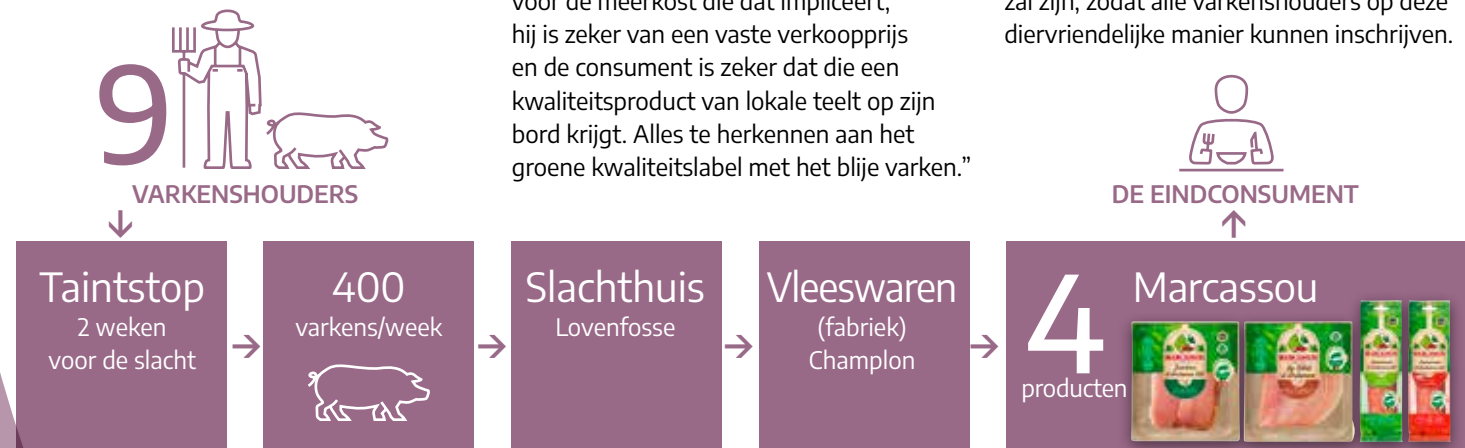 voor de meerkost die dat impliceert,
hij is zeker van een vaste verkoopprijs
en de consument is zeker dat die een
kwaliteitsproduct van lokale teelt op zijn
bord krijgt. Alles te herkennen aan het
groene kwaliteitslabel met het blije varken.”
zal zijn, zodat alle varkenshouders op deze
diervriendelijke manier kunnen inschrijven.
9
VARKENSHOUDERS
DE EINDCONSUMENT
Taintstop
2 weken
voor de slacht
400
varkens/week
Slachthuis
Lovenfosse
Vleeswaren
(fabriek)
Champlon
4
producten
Marcassou
MARCASSOU
MARCASSOU